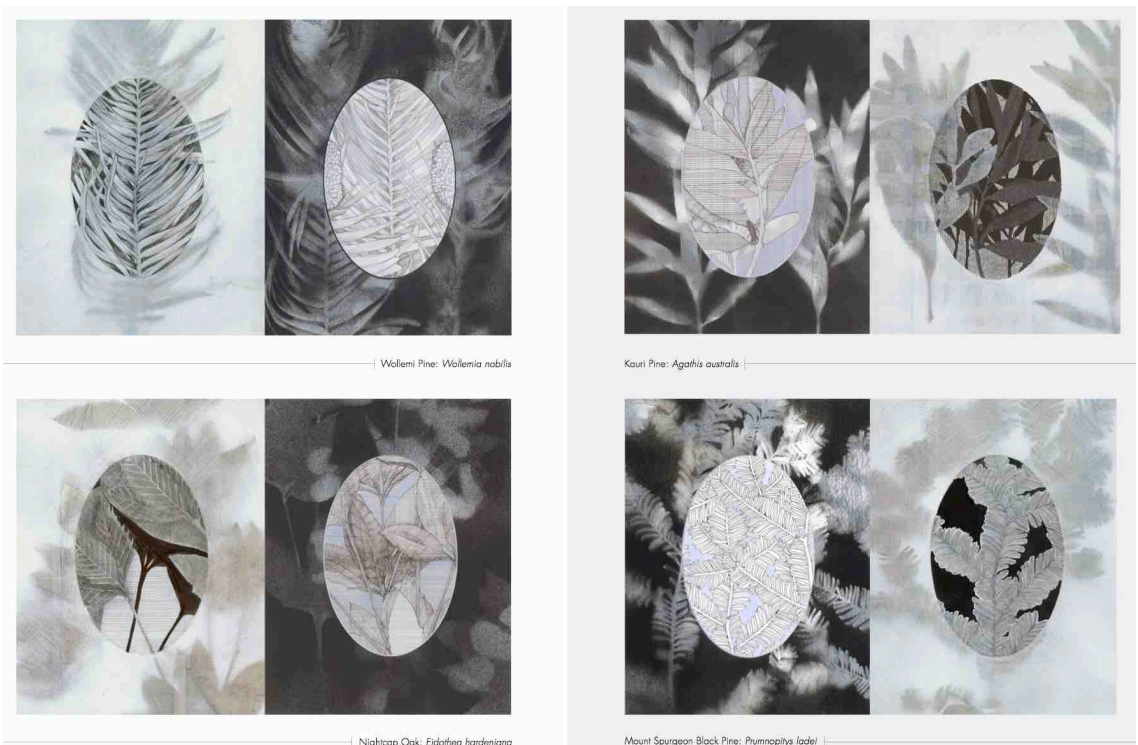 Wollemi Pine: Wollemia nobilis
Kauri Pine: Agathis australis
Nightcap Oak: Eidothea hardeniana
Mount Spurgeon Black Pine: Prumnopitys ladei